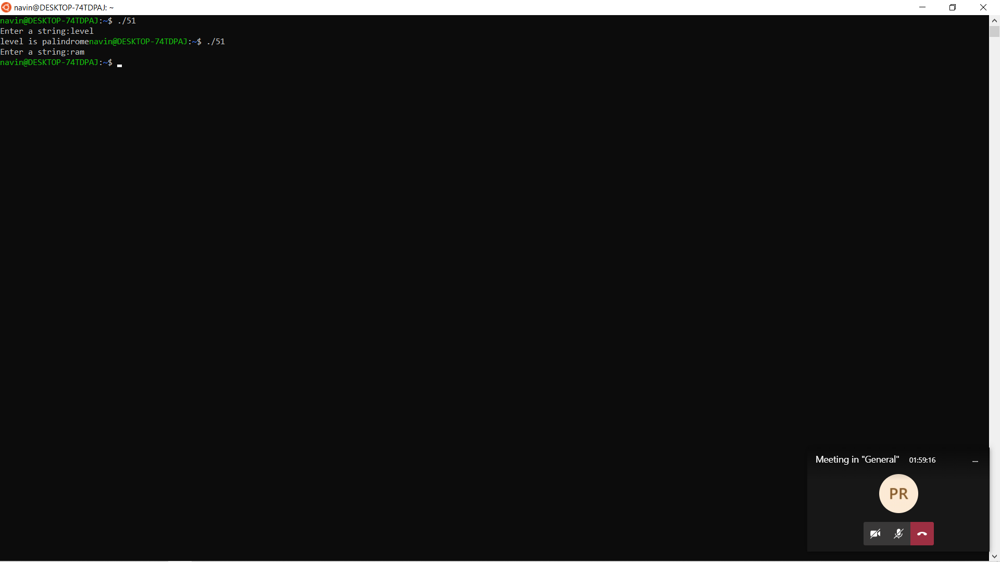 navin@DESKTOP-74TDPAJ: ~
navin@DESKTOP-74TDPAJ:~$ ./51
Enter a string:level
level is palindromenavin@DESKTOP-74TDPAJ:~$ ./51
Enter a string:ram
navin@DESKTOP-74TDPAJ:~$
Meeting in "General" 01:59:16
PR